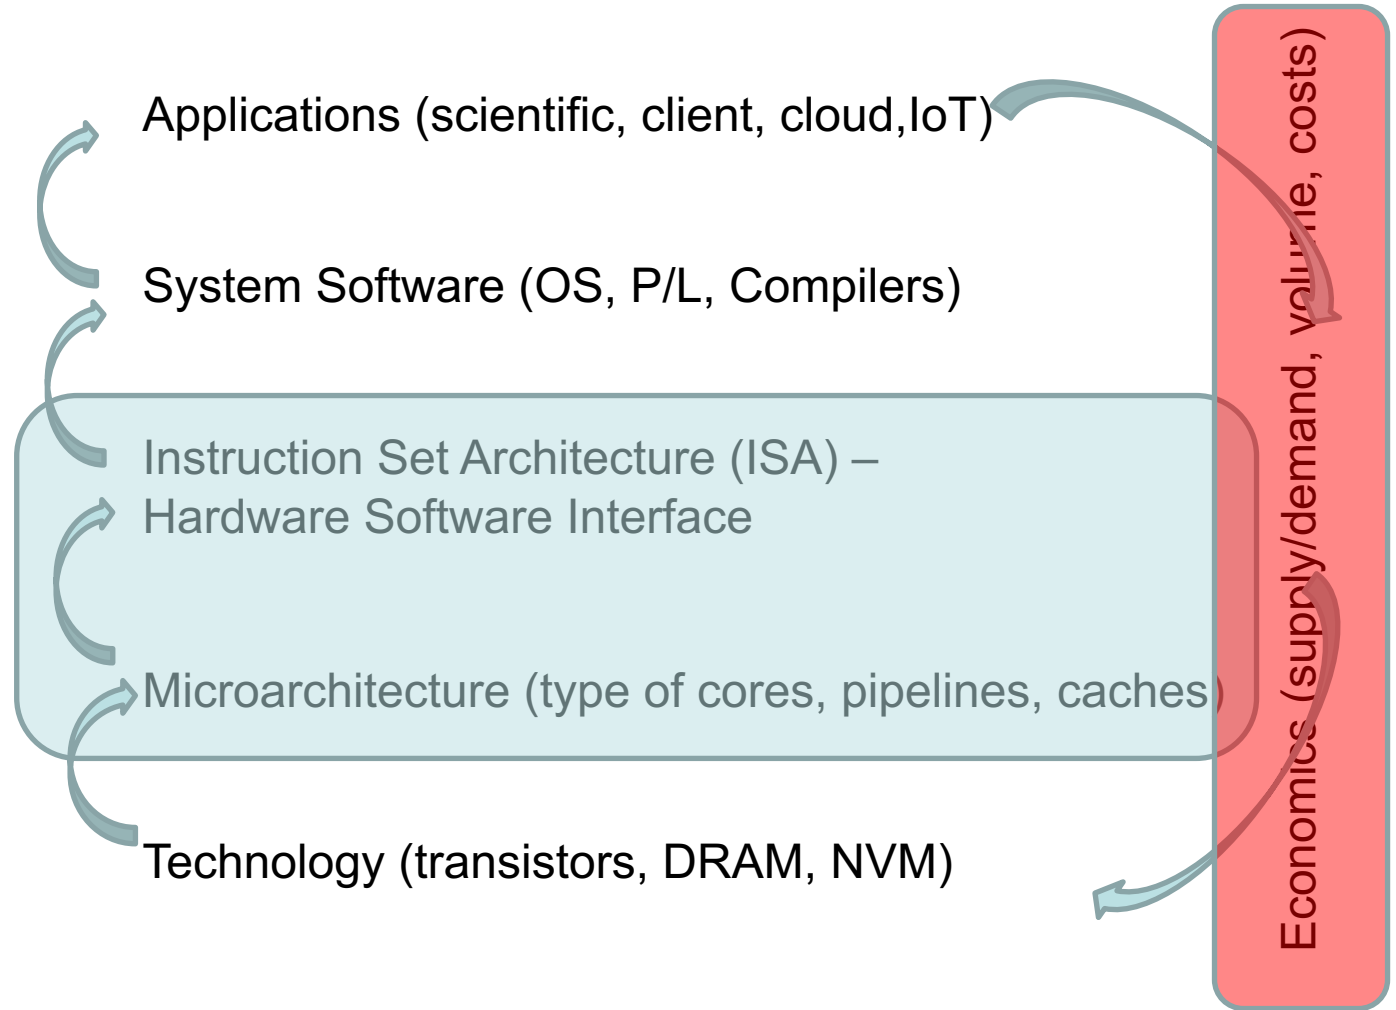 Applications (scientific, client, cloud,IoT)
System Software (OS, P/L, Compilers)
Instruction Set Architecture (ISA) –
Hardware Software Interface
Microarchitecture (type of cores, pipelines, caches)
Technology (transistors, DRAM, NVM)
Economics (supply/demand, volume, costs)